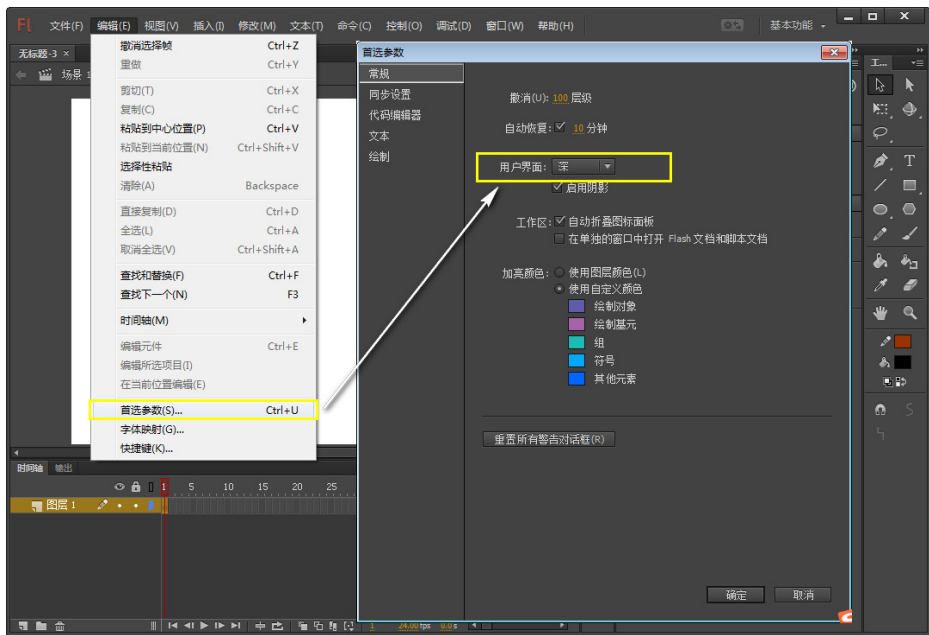 Fl 文件(F) 编辑(E) 视图(V) 插入(I) 修改(M) 文本(T) 命令(C) 控制(O) 调试(D) 窗口(W) 帮助(H) 基本功能
无标题-3 ×
场景 1
撤消选择帧 Ctrl+Z
重做 Ctrl+Y
剪切(T) Ctrl+X
复制(C) Ctrl+C
粘贴到中心位置(P) Ctrl+V
粘贴到当前位置(N) Ctrl+Shift+V
选择性粘贴
清除(A) Backspace
直接复制(D) Ctrl+D
全选(L) Ctrl+A
取消全选(V) Ctrl+Shift+A
查找和替换(F) Ctrl+F
查找下一个(N) F3
时间轴(M)
编辑元件 Ctrl+E
编辑所选项目(I)
在当前位置编辑(E)
首选参数(S)... Ctrl+U
字体映射(G)...
快捷键(K)...
首选参数
常规
同步设置
代码编辑器
文本
绘制
撤消(U): 100 层级
自动恢复: 10 分钟
用户界面: 深
启用阴影
工作区: 自动折叠图标面板
在单独的窗口中打开 Flash 文档和脚本文档
加亮颜色: 使用图层颜色(L)
使用自定义颜色
绘制对象
绘制基元
组
符号
其他元素
重置所有警告对话框(R)
确定 取消
工...
时间轴 输出
1 5 10 15 20 25
图层 1
1 24.00 fps 0.0 s